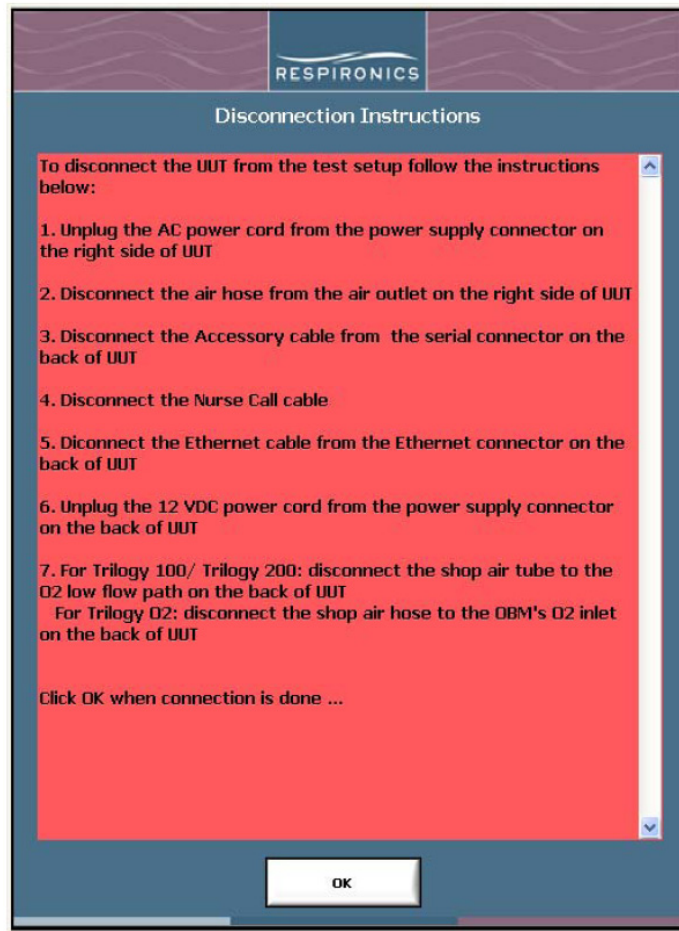 RESPIRONICS
Disconnection Instructions
To disconnect the UUT from the test setup follow the instructions
below:
1. Unplug the AC power cord from the power supply connector on
the right side of UUT
2. Disconnect the air hose from the air outlet on the right side of UUT
3. Disconnect the Accessory cable from  the serial connector on the
back of UUT
4. Disconnect the Nurse Call cable
5. Diconnect the Ethernet cable from the Ethernet connector on the
back of UUT
6. Unplug the 12 VDC power cord from the power supply connector
on the back of UUT
7. For Trilogy 100/ Trilogy 200: disconnect the shop air tube to the
O2 low flow path on the back of UUT
For Trilogy O2: disconnect the shop air hose to the OBM's O2 inlet
on the back of UUT
Click OK when connection is done ...
OK